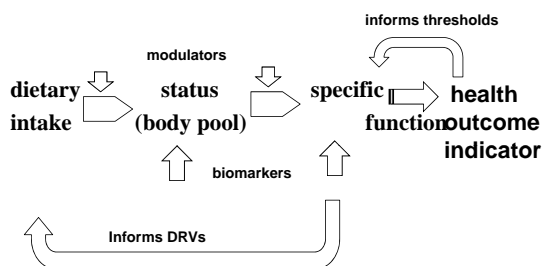 informs thresholds
modulators
dietary status specific health
intake (body pool) function outcome
indicator
biomarkers
Informs DRVs